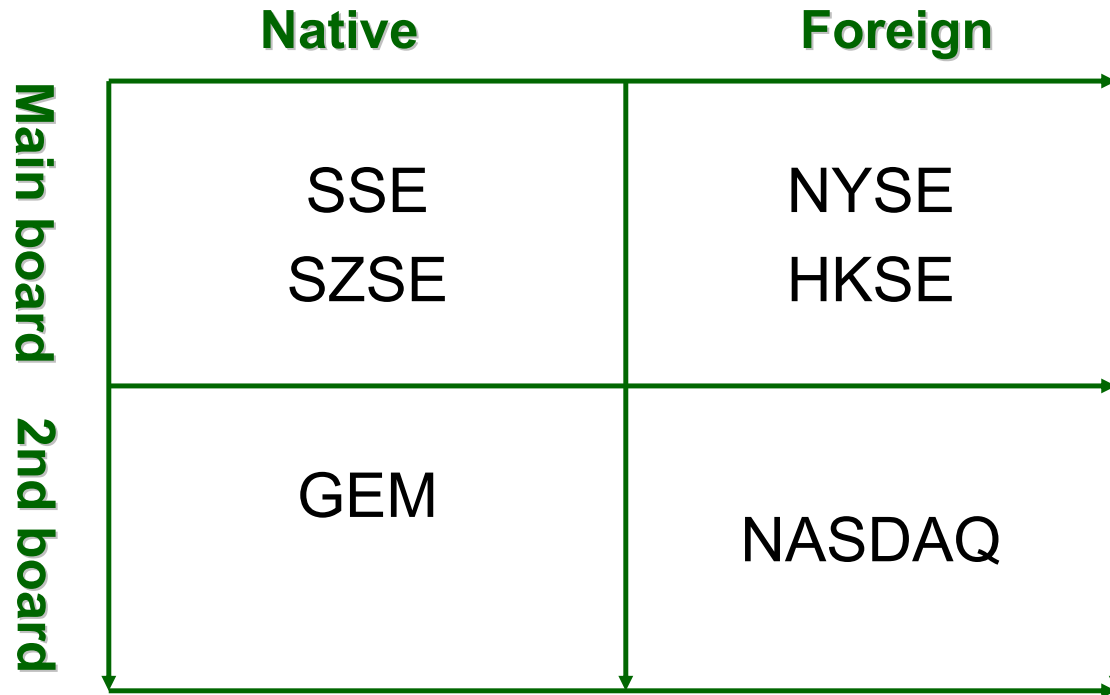 Native Foreign
Main board
SSE
SZSE
NYSE
HKSE
2nd board
GEM
NASDAQ